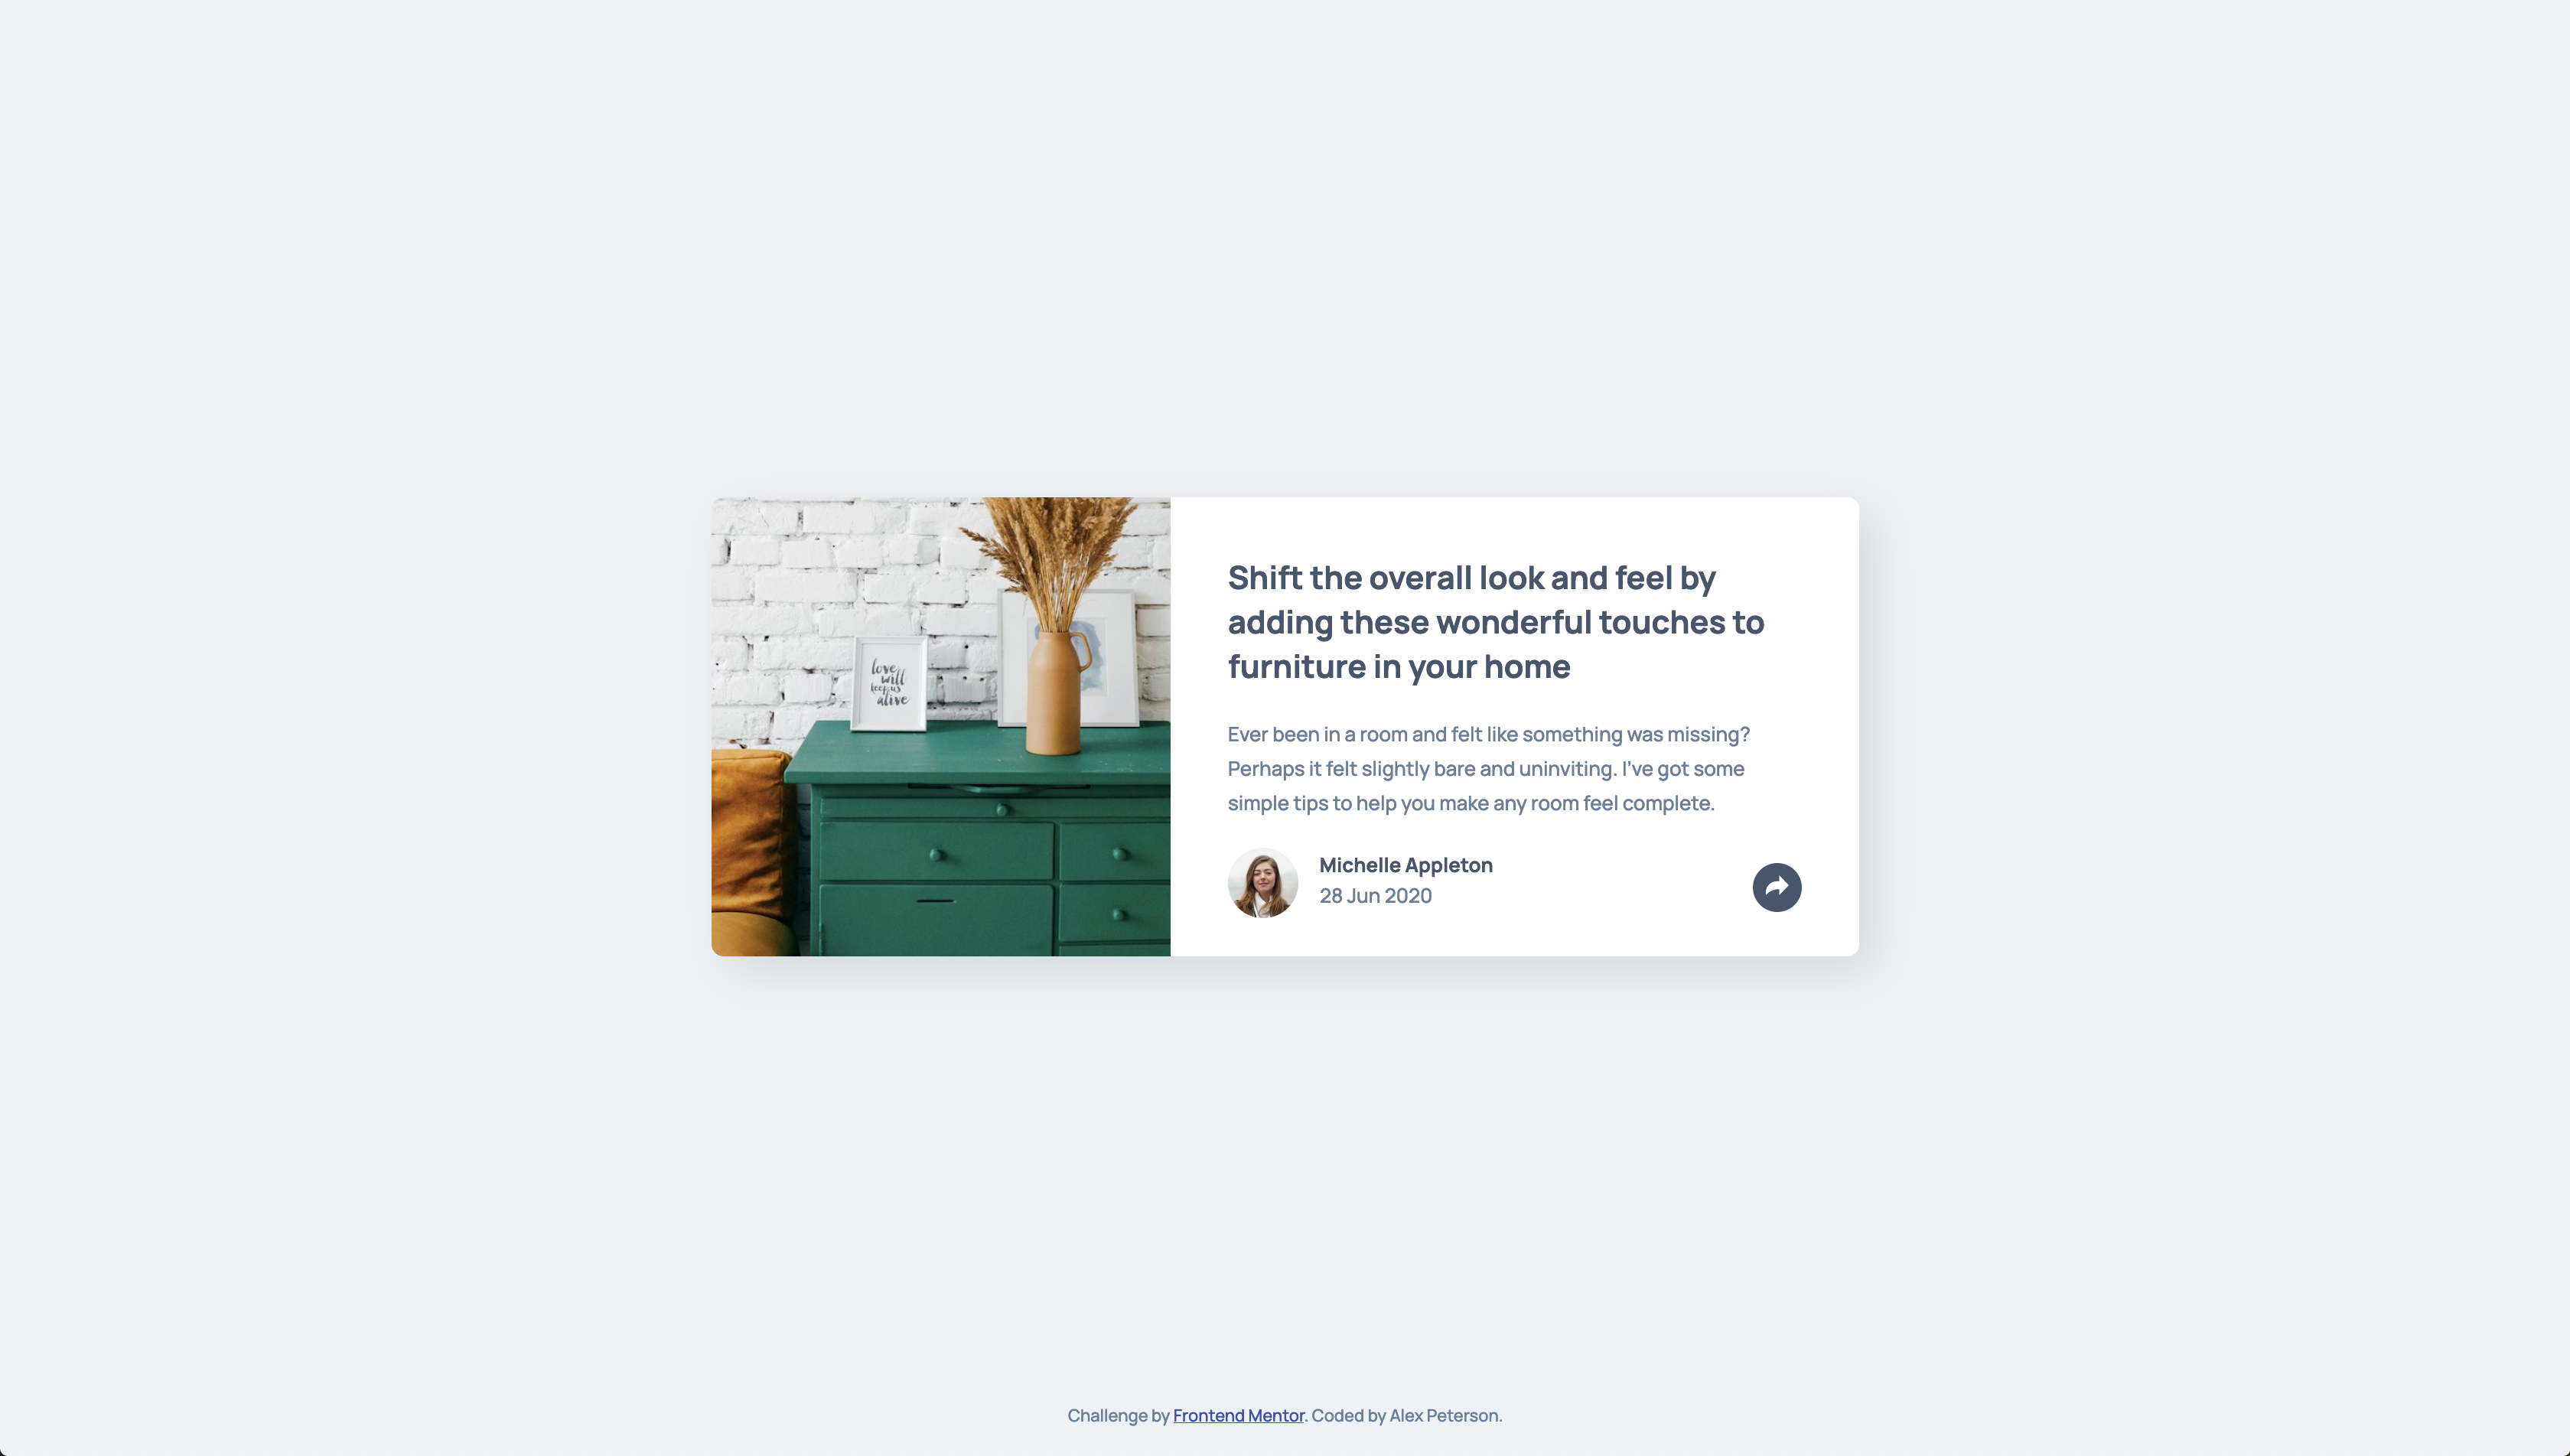 love
will
keep us
alive
Shift the overall look and feel by
adding these wonderful touches to
furniture in your home
Ever been in a room and felt like something was missing?
Perhaps it felt slightly bare and uninviting. I've got some
simple tips to help you make any room feel complete.
Michelle Appleton
28 Jun 2020
Challenge by Frontend Mentor. Coded by Alex Peterson.